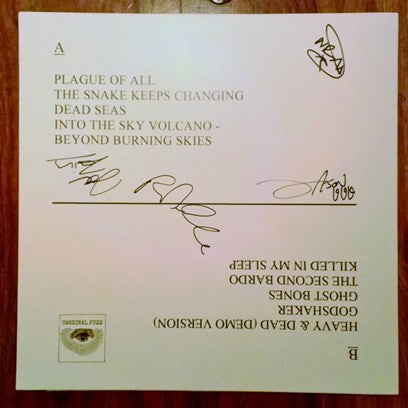 A
PLAGUE OF ALL
THE SNAKE KEEPS CHANGING
DEAD SEAS
INTO THE SKY VOLCANO -
BEYOND BURNING SKIES
B
HEAVY & DEAD (DEMO VERSION)
GODSHAKER
GHOST BONES
THE SECOND BARDO
KILLED IN MY SLEEP
CARDINAL FUZZ